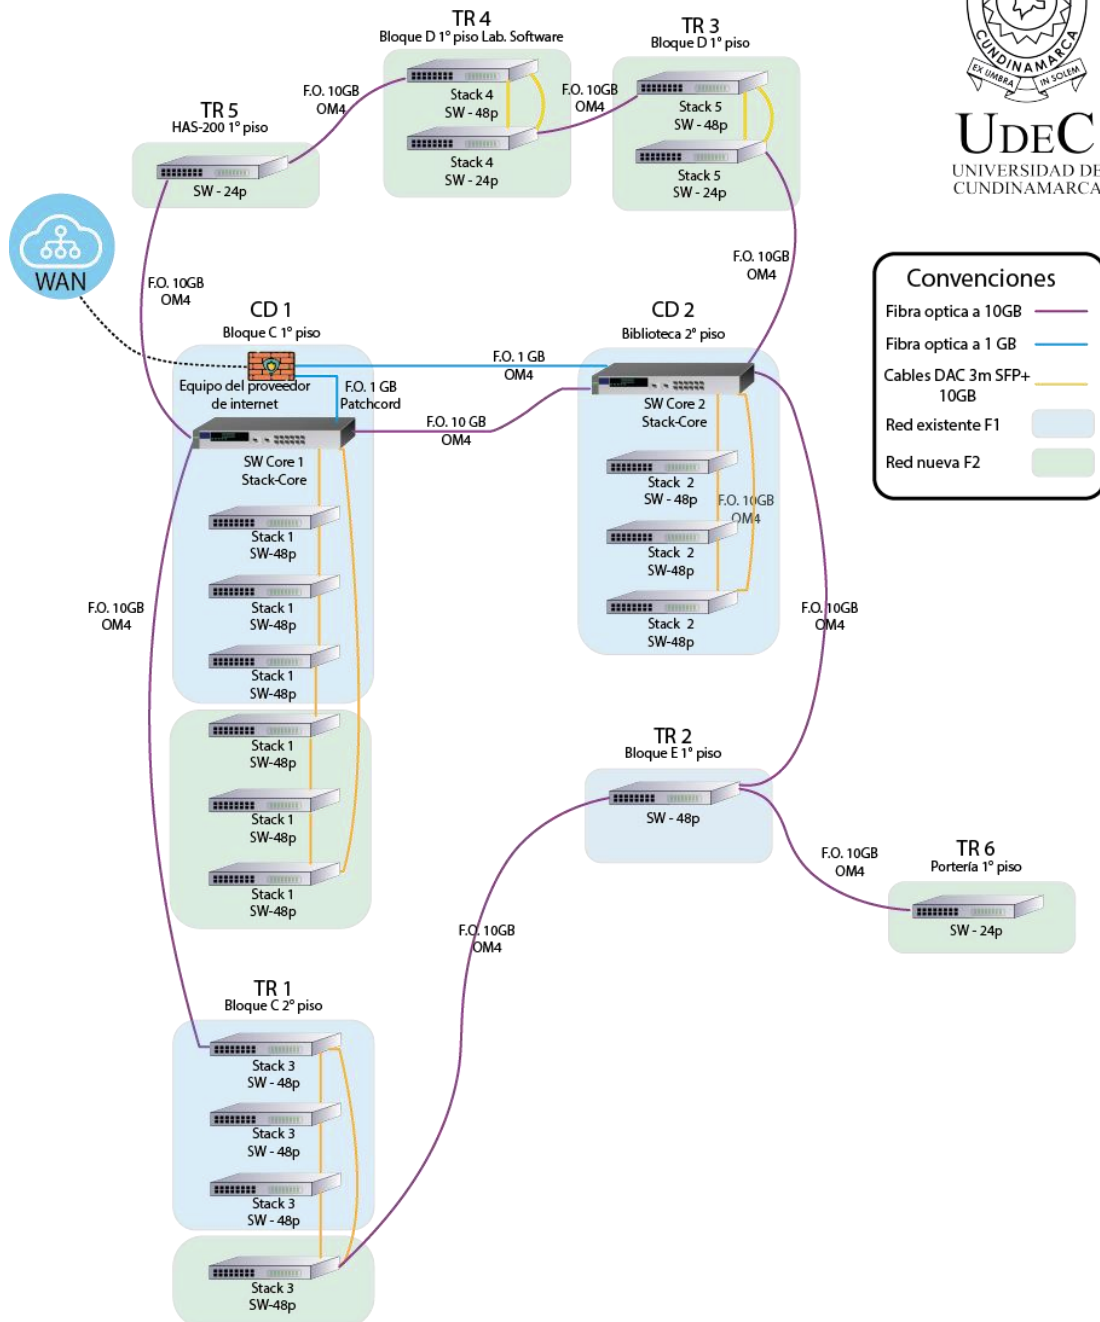 CUNDINAMARCA
EX UMBRA
IN SOLEM
UDEC
UNIVERSIDAD DE
CUNDINAMARCA
TR 4
Bloque D 1° piso Lab. Software
Stack 4
SW - 48p
Stack 4
SW - 24p
TR 3
Bloque D 1° piso
Stack 5
SW - 48p
Stack 5
SW - 24p
F.O. 10GB
OM4
F.O. 10GB
OM4
TR 5
HAS-200 1° piso
SW - 24p
WAN
F.O. 10GB
OM4
F.O. 10GB
OM4
Convenciones
Fibra optica a 10GB
Fibra optica a 1 GB
Cables DAC 3m SFP+
10GB
Red existente F1
Red nueva F2
CD 1
Bloque C 1° piso
Equipo del proveedor
de internet
F.O. 1 GB
Patchcord
F.O. 1 GB
OM4
F.O. 10 GB
OM4
SW Core 1
Stack-Core
Stack 1
SW-48p
Stack 1
SW-48p
Stack 1
SW-48p
Stack 1
SW-48p
Stack 1
SW-48p
Stack 1
SW-48p
CD 2
Biblioteca 2° piso
SW Core 2
Stack-Core
Stack 2
SW - 48p
F.O. 10GB
OM4
Stack 2
SW-48p
Stack 2
SW-48p
F.O. 10GB
OM4
F.O. 10GB
OM4
TR 2
Bloque E 1° piso
SW - 48p
F.O. 10GB
OM4
TR 6
Portería 1° piso
SW - 24p
F.O. 10GB
OM4
TR 1
Bloque C 2° piso
Stack 3
SW - 48p
Stack 3
SW - 48p
Stack 3
SW - 48p
Stack 3
SW-48p